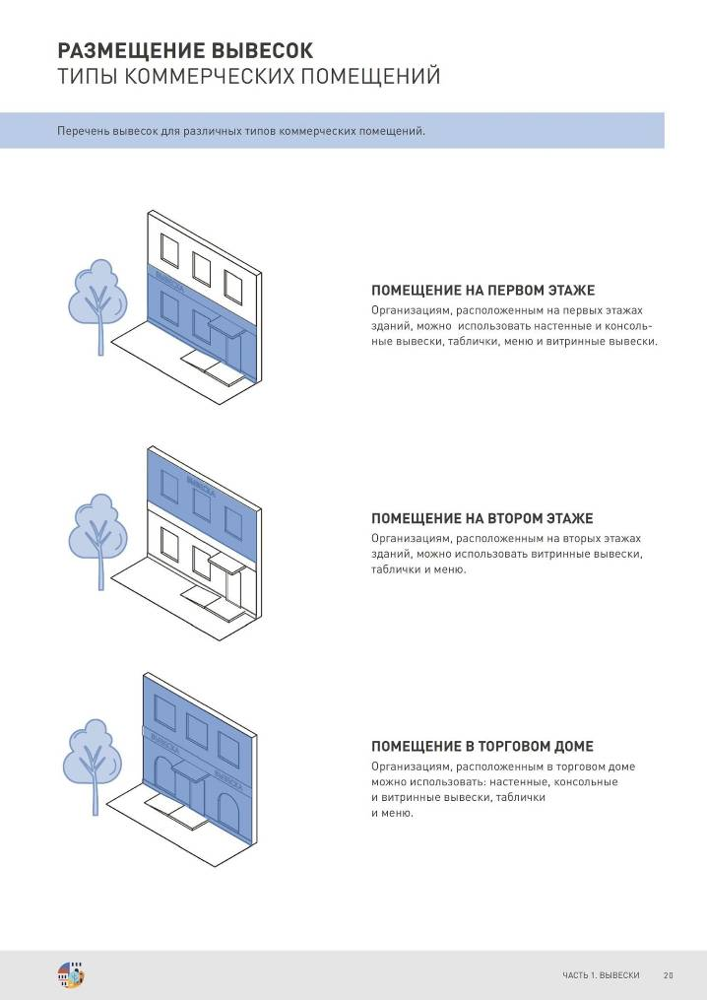 РАЗМЕЩЕНИЕ ВЫВЕСОК
ТИПЫ КОММЕРЧЕСКИХ ПОМЕЩЕНИЙ
Перечень вывесок для различных типов коммерческих помещений.
ВЫВЕСКА
ПОМЕЩЕНИЕ НА ПЕРВОМ ЭТАЖЕ
Организациям, расположенным на первых этажах
зданий, можно использовать настенные и консоль-
ные вывески, таблички, меню и витринные вывески.
ВЫВЕСКА
ПОМЕЩЕНИЕ НА ВТОРОМ ЭТАЖЕ
Организациям, расположенным на вторых этажах
зданий, можно использовать витринные вывески,
таблички и меню.
ВЫВЕСКА
ВЫВЕСКА
ПОМЕЩЕНИЕ В ТОРГОВОМ ДОМЕ
Организациям, расположенным в торговом доме
можно использовать: настенные, консольные
и витринные вывески, таблички
и меню.
ЧАСТЬ 1. ВЫВЕСКИ 20